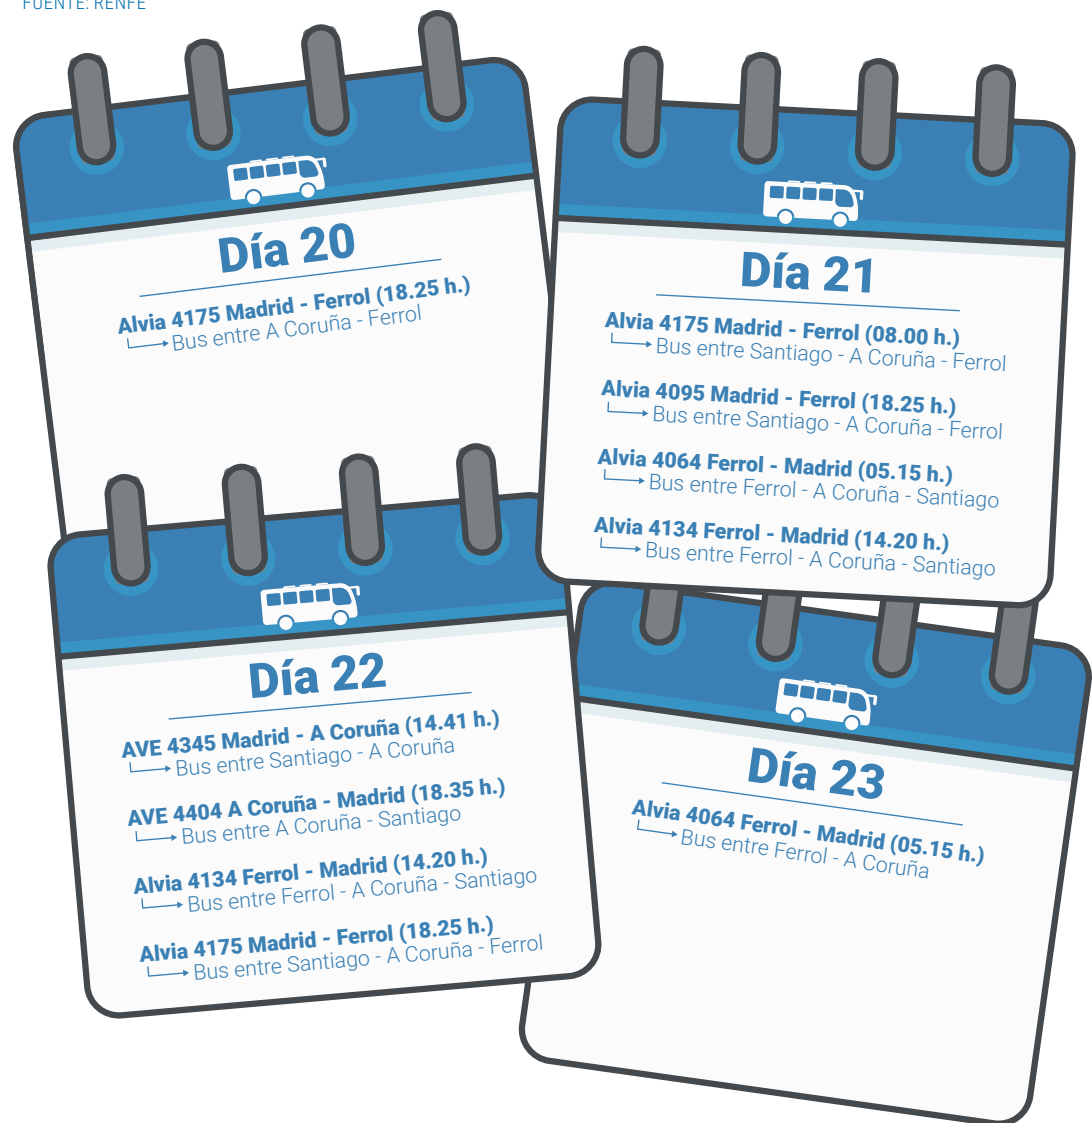 FUENTE: RENFE
Día 20
Alvia 4175 Madrid - Ferrol (18.25 h.)
Bus entre A Coruña - Ferrol
Día 21
Alvia 4175 Madrid - Ferrol (08.00 h.)
Bus entre Santiago - A Coruña - Ferrol
Alvia 4095 Madrid - Ferrol (18.25 h.)
Bus entre Santiago - A Coruña - Ferrol
Alvia 4064 Ferrol - Madrid (05.15 h.)
Bus entre Ferrol - A Coruña - Santiago
Alvia 4134 Ferrol - Madrid (14.20 h.)
Bus entre Ferrol - A Coruña - Santiago
Día 22
AVE 4345 Madrid - A Coruña (14.41 h.)
Bus entre Santiago - A Coruña
AVE 4404 A Coruña - Madrid (18.35 h.)
Bus entre A Coruña - Santiago
Alvia 4134 Ferrol - Madrid (14.20 h.)
Bus entre Ferrol - A Coruña - Santiago
Alvia 4175 Madrid - Ferrol (18.25 h.)
Bus entre Santiago - A Coruña - Ferrol
Día 23
Alvia 4064 Ferrol - Madrid (05.15 h.)
Bus entre Ferrol - A Coruña